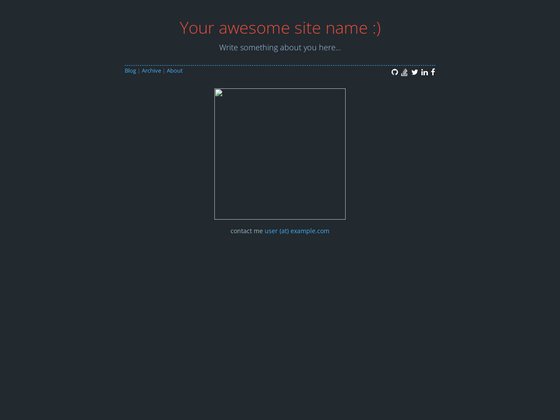 Your awesome site name :)
Write something about you here...
Blog | Archive | About
contact me user (at) example.com